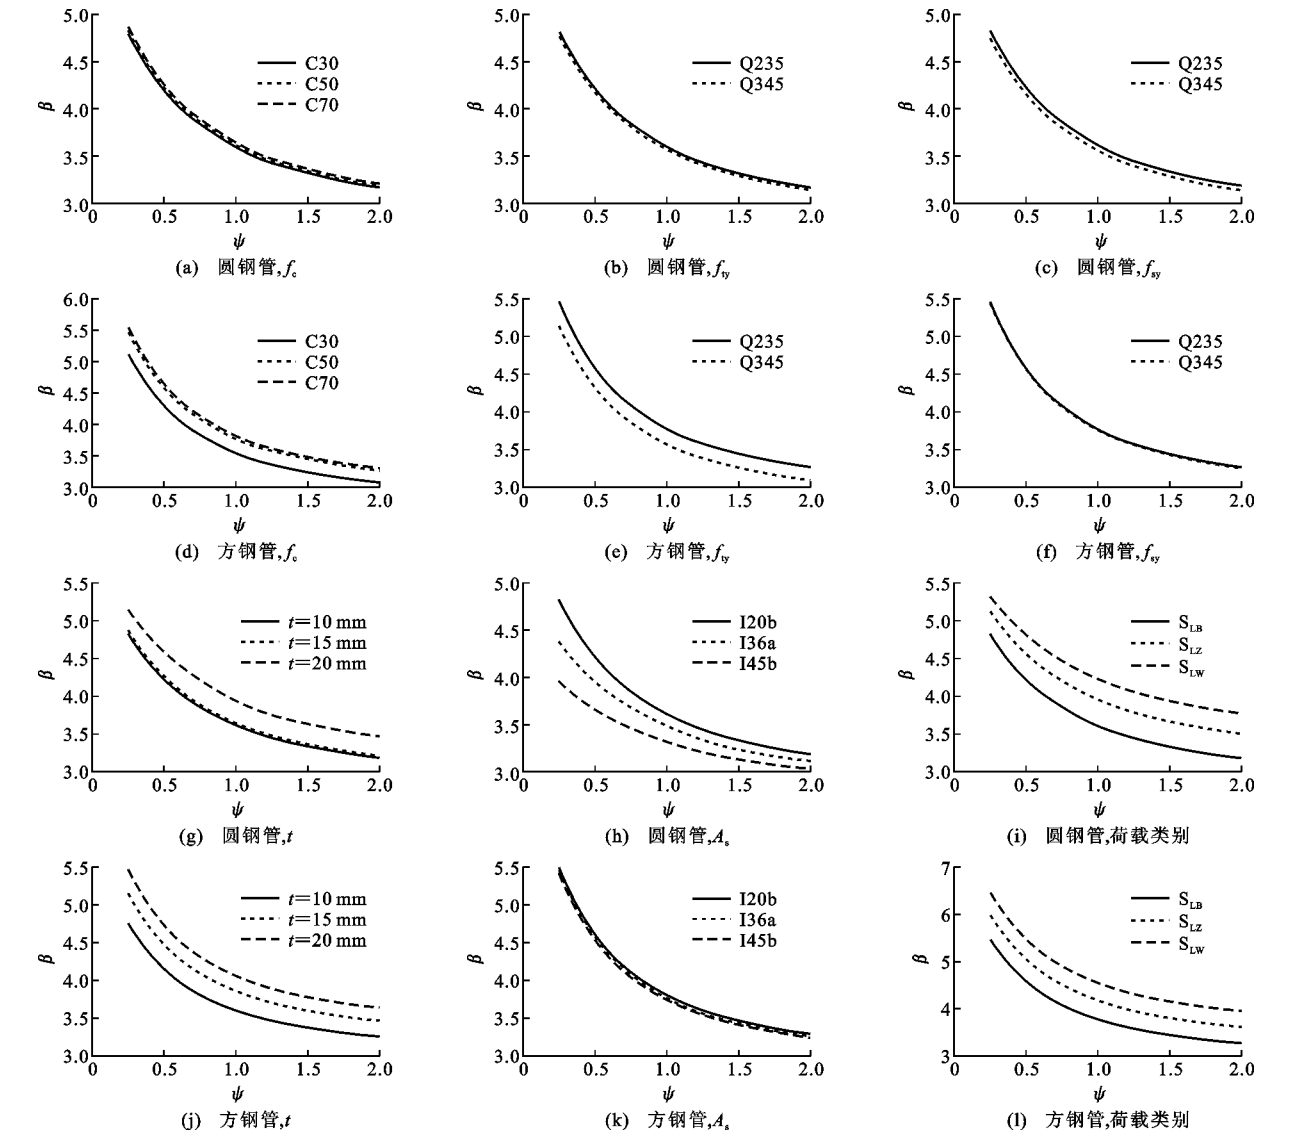 5.0
4.5
4.0
3.5
3.0
β
0 0.5 1.0 1.5 2.0
ψ
C30
C50
C70
(a) 圆钢管,fc
5.0
4.5
4.0
3.5
3.0
β
0 0.5 1.0 1.5 2.0
ψ
Q235
Q345
(b) 圆钢管,fty
5.0
4.5
4.0
3.5
3.0
β
0 0.5 1.0 1.5 2.0
ψ
Q235
Q345
(c) 圆钢管,fsy
6.0
5.5
5.0
4.5
4.0
3.5
3.0
β
0 0.5 1.0 1.5 2.0
ψ
C30
C50
C70
(d) 方钢管,fc
5.5
5.0
4.5
4.0
3.5
3.0
β
0 0.5 1.0 1.5 2.0
ψ
Q235
Q345
(e) 方钢管,fty
5.5
5.0
4.5
4.0
3.5
3.0
β
0 0.5 1.0 1.5 2.0
ψ
Q235
Q345
(f) 方钢管,fsy
5.5
5.0
4.5
4.0
3.5
3.0
β
0 0.5 1.0 1.5 2.0
ψ
t=10 mm
t=15 mm
t=20 mm
(g) 圆钢管,t
5.0
4.5
4.0
3.5
3.0
β
0 0.5 1.0 1.5 2.0
ψ
I20b
I36a
I45b
(h) 圆钢管,As
5.5
5.0
4.5
4.0
3.5
3.0
β
0 0.5 1.0 1.5 2.0
ψ
SLB
SLZ
SLW
(i) 圆钢管,荷载类别
5.5
5.0
4.5
4.0
3.5
3.0
β
0 0.5 1.0 1.5 2.0
ψ
t=10 mm
t=15 mm
t=20 mm
(j) 方钢管,t
5.5
5.0
4.5
4.0
3.5
3.0
β
0 0.5 1.0 1.5 2.0
ψ
I20b
I36a
I45b
(k) 方钢管,As
7
6
5
4
3
β
0 0.5 1.0 1.5 2.0
ψ
SLB
SLZ
SLW
(l) 方钢管,荷载类别